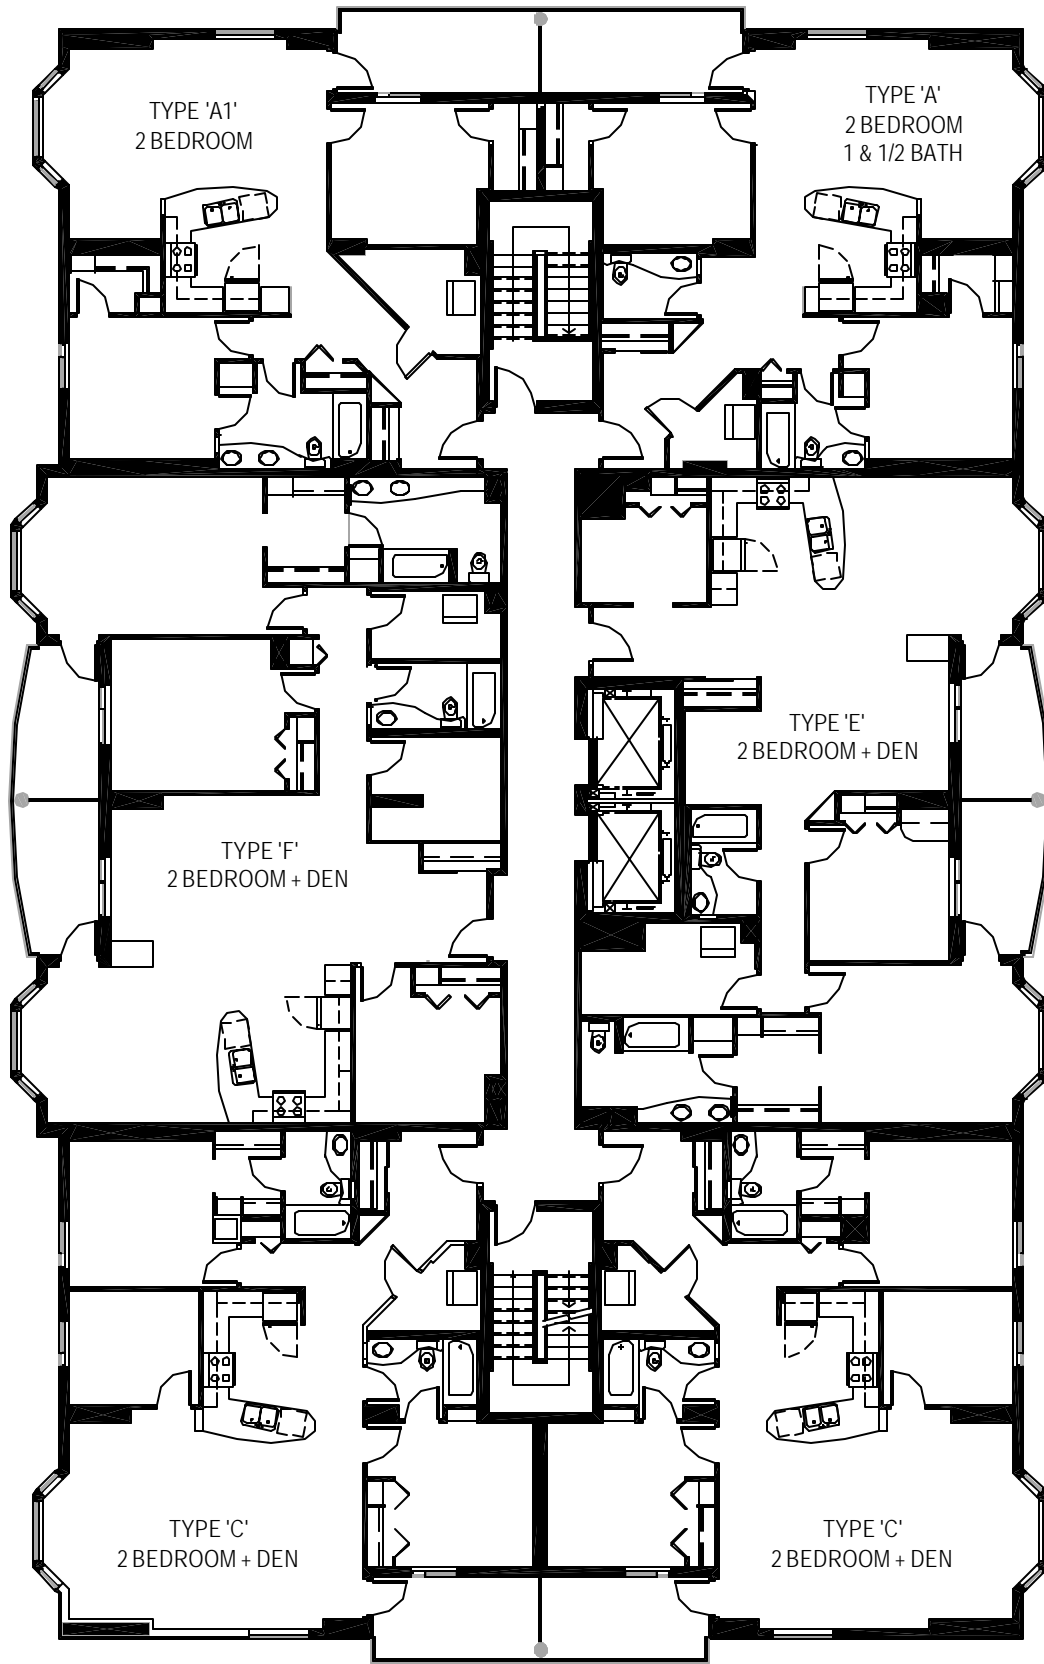 TYPE 'A1'
2 BEDROOM
TYPE 'A'
2 BEDROOM
1 & 1/2 BATH
TYPE 'E'
2 BEDROOM + DEN
TYPE 'F'
2 BEDROOM + DEN
TYPE 'C'
2 BEDROOM + DEN
TYPE 'C'
2 BEDROOM + DEN